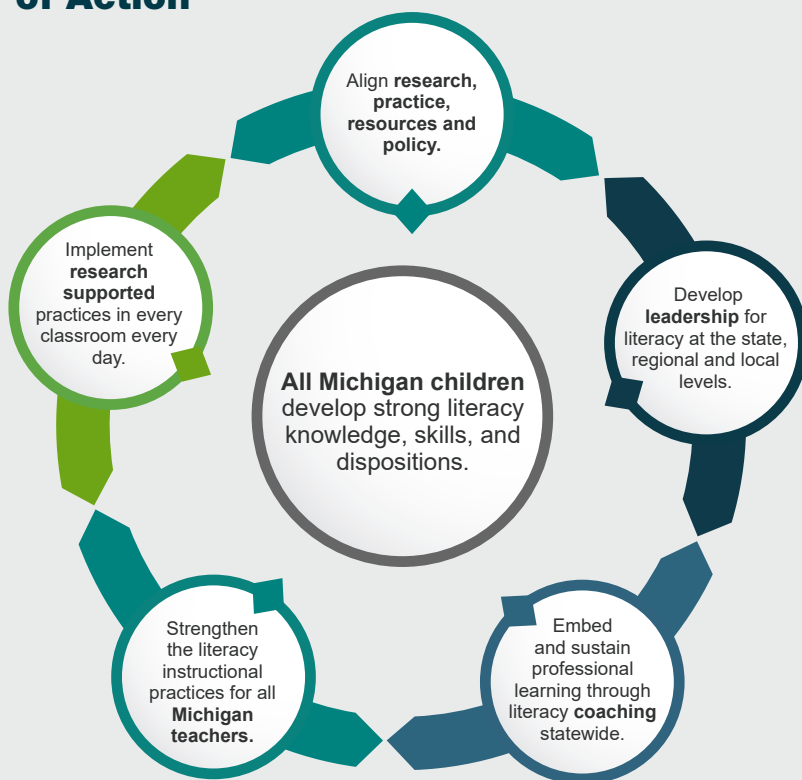 of Action
Align research,
practice,
resources and
policy.
Develop
leadership for
literacy at the state,
regional and local
levels.
Embed
and sustain
professional
learning through
literacy coaching
statewide.
Strengthen
the literacy
instructional
practices for all
Michigan
teachers.
Implement
research
supported
practices in every
classroom every
day.
All Michigan children
develop strong literacy
knowledge, skills, and
dispositions.